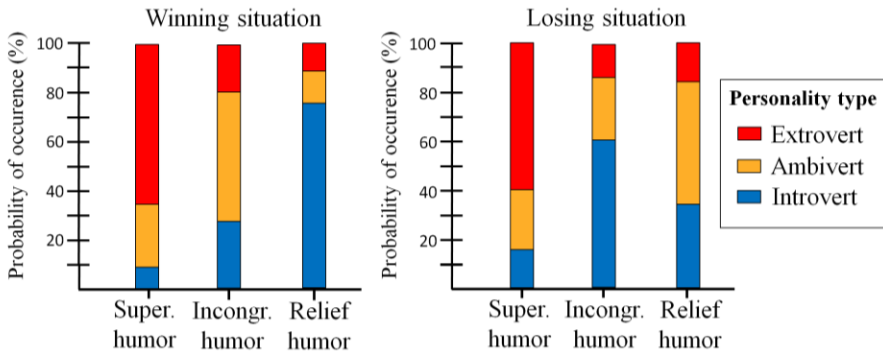 Winning situation
Probability of occurence (%)
100
80
60
40
20
Super. humor
Incongr. humor
Relief humor
Losing situation
Probability of occurence (%)
100
80
60
40
20
Super. humor
Incongr. humor
Relief humor
Personality type
Extrovert
Ambivert
Introvert